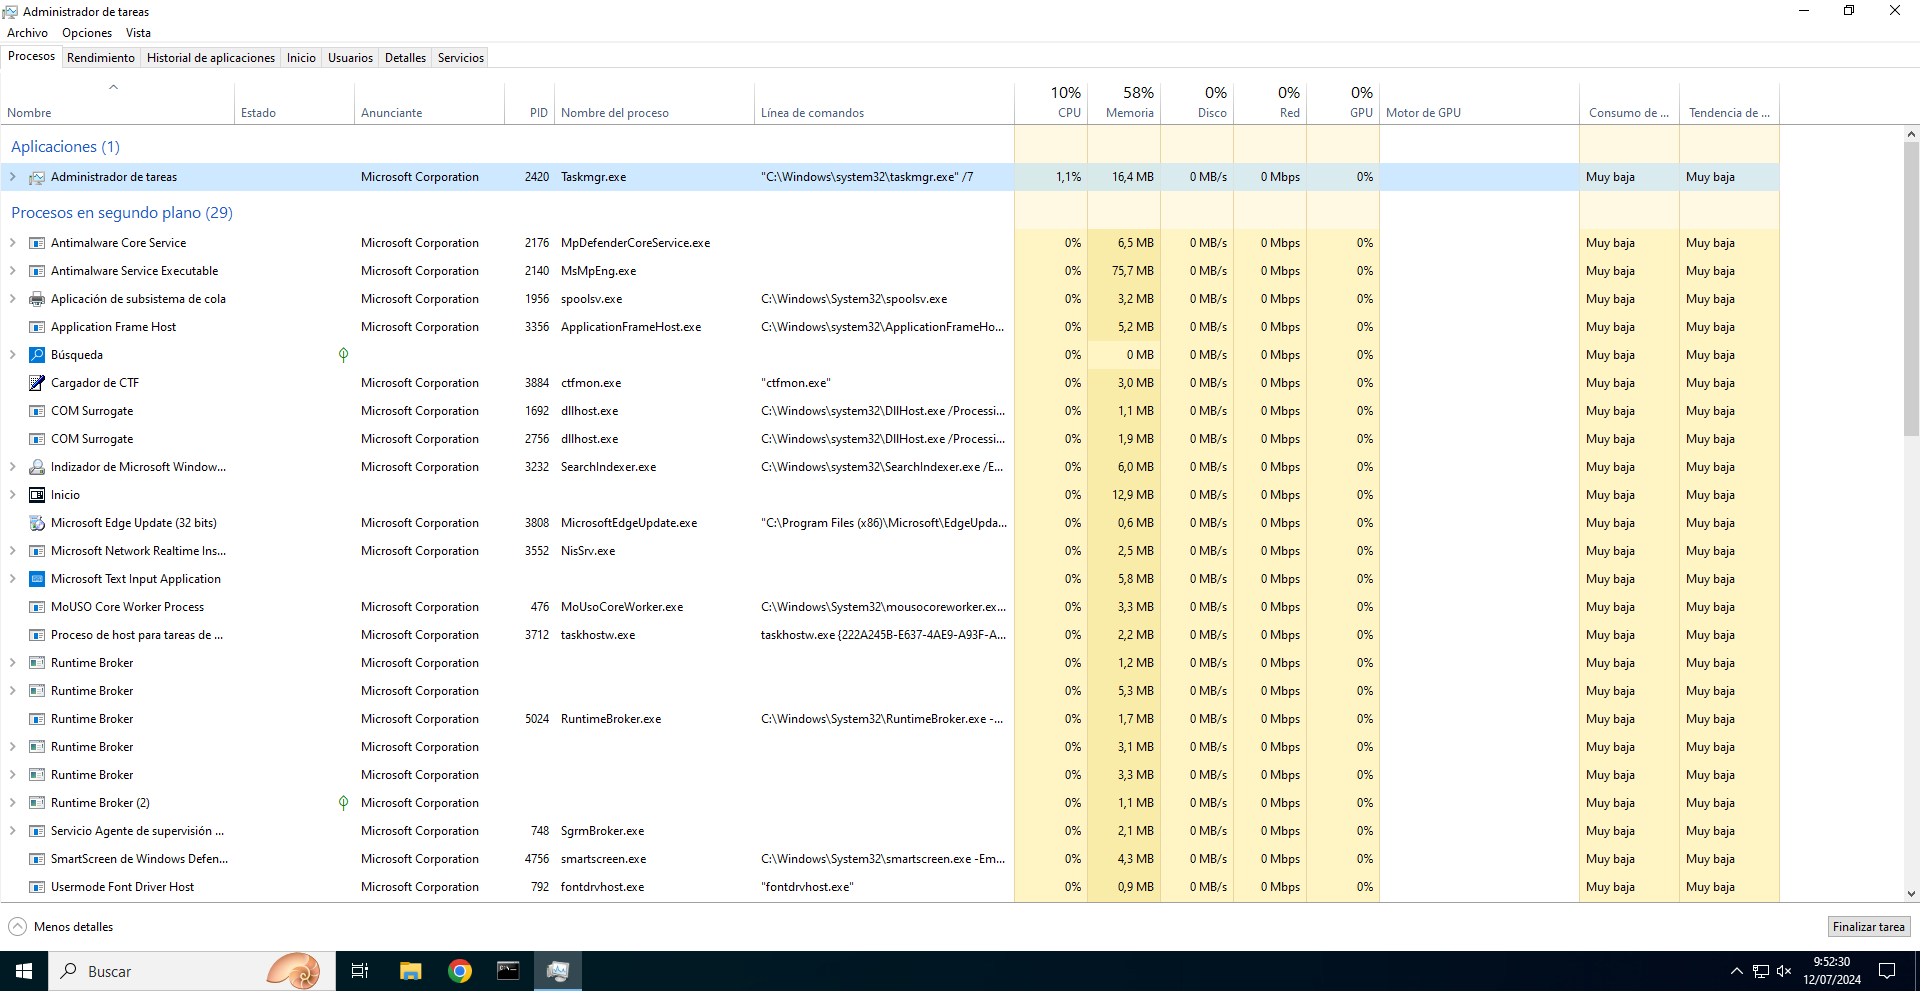 Administrador de tareas
Archivo Opciones Vista
Procesos Rendimiento Historial de aplicaciones Inicio Usuarios Detalles Servicios
10% 58% 0% 0% 0%
Nombre Estado Anunciante PID Nombre del proceso Línea de comandos CPU Memoria Disco Red GPU Motor de GPU Consumo de ... Tendencia de ...
Aplicaciones (1)
Administrador de tareas Microsoft Corporation 2420 Taskmgr.exe "C:\Windows\system32\taskmgr.exe" /7 1,1% 16,4 MB 0 MB/s 0 Mbps 0% Muy baja Muy baja
Procesos en segundo plano (29)
Antimalware Core Service Microsoft Corporation 2176 MpDefenderCoreService.exe 0% 6,5 MB 0 MB/s 0 Mbps 0% Muy baja Muy baja
Antimalware Service Executable Microsoft Corporation 2140 MsMpEng.exe 0% 75,7 MB 0 MB/s 0 Mbps 0% Muy baja Muy baja
Aplicación de subsistema de cola Microsoft Corporation 1956 spoolsv.exe C:\Windows\System32\spoolsv.exe 0% 3,2 MB 0 MB/s 0 Mbps 0% Muy baja Muy baja
Application Frame Host Microsoft Corporation 3356 ApplicationFrameHost.exe C:\Windows\system32\ApplicationFrameHo... 0% 5,2 MB 0 MB/s 0 Mbps 0% Muy baja Muy baja
Búsqueda 0% 0 MB 0 MB/s 0 Mbps 0% Muy baja Muy baja
Cargador de CTF Microsoft Corporation 3884 ctfmon.exe "ctfmon.exe" 0% 3,0 MB 0 MB/s 0 Mbps 0% Muy baja Muy baja
COM Surrogate Microsoft Corporation 1692 dllhost.exe C:\Windows\system32\DllHost.exe /Processi... 0% 1,1 MB 0 MB/s 0 Mbps 0% Muy baja Muy baja
COM Surrogate Microsoft Corporation 2756 dllhost.exe C:\Windows\system32\DllHost.exe /Processi... 0% 1,9 MB 0 MB/s 0 Mbps 0% Muy baja Muy baja
Indizador de Microsoft Window... Microsoft Corporation 3232 SearchIndexer.exe C:\Windows\system32\SearchIndexer.exe /E... 0% 6,0 MB 0 MB/s 0 Mbps 0% Muy baja Muy baja
Inicio 0% 12,9 MB 0 MB/s 0 Mbps 0% Muy baja Muy baja
Microsoft Edge Update (32 bits) Microsoft Corporation 3808 MicrosoftEdgeUpdate.exe "C:\Program Files (x86)\Microsoft\EdgeUpda... 0% 0,6 MB 0 MB/s 0 Mbps 0% Muy baja Muy baja
Microsoft Network Realtime Ins... Microsoft Corporation 3552 NisSrv.exe 0% 2,5 MB 0 MB/s 0 Mbps 0% Muy baja Muy baja
Microsoft Text Input Application 0% 5,8 MB 0 MB/s 0 Mbps 0% Muy baja Muy baja
MoUSO Core Worker Process Microsoft Corporation 476 MoUsoCoreWorker.exe C:\Windows\System32\mousocoreworker.ex... 0% 3,3 MB 0 MB/s 0 Mbps 0% Muy baja Muy baja
Proceso de host para tareas de ... Microsoft Corporation 3712 taskhostw.exe taskhostw.exe {222A245B-E637-4AE9-A93F-A... 0% 2,2 MB 0 MB/s 0 Mbps 0% Muy baja Muy baja
Runtime Broker Microsoft Corporation 0% 1,2 MB 0 MB/s 0 Mbps 0% Muy baja Muy baja
Runtime Broker Microsoft Corporation 0% 5,3 MB 0 MB/s 0 Mbps 0% Muy baja Muy baja
Runtime Broker Microsoft Corporation 5024 RuntimeBroker.exe C:\Windows\System32\RuntimeBroker.exe -... 0% 1,7 MB 0 MB/s 0 Mbps 0% Muy baja Muy baja
Runtime Broker Microsoft Corporation 0% 3,1 MB 0 MB/s 0 Mbps 0% Muy baja Muy baja
Runtime Broker Microsoft Corporation 0% 3,3 MB 0 MB/s 0 Mbps 0% Muy baja Muy baja
Runtime Broker (2) Microsoft Corporation 0% 1,1 MB 0 MB/s 0 Mbps 0% Muy baja Muy baja
Servicio Agente de supervisión ... Microsoft Corporation 748 SgrmBroker.exe 0% 2,1 MB 0 MB/s 0 Mbps 0% Muy baja Muy baja
SmartScreen de Windows Defen... Microsoft Corporation 4756 smartscreen.exe C:\Windows\System32\smartscreen.exe -Em... 0% 4,3 MB 0 MB/s 0 Mbps 0% Muy baja Muy baja
Usermode Font Driver Host Microsoft Corporation 792 fontdrvhost.exe "fontdrvhost.exe" 0% 0,9 MB 0 MB/s 0 Mbps 0% Muy baja Muy baja
Menos detalles Finalizar tarea
Buscar
9:52:30
12/07/2024